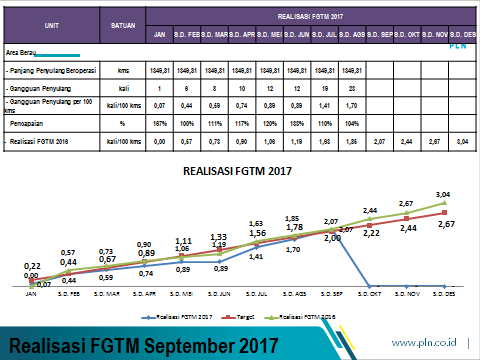 UNIT SATUAN REALISASI FGTM 2017
JAN S.D. FEB S.D. MAR S.D. APR S.D. MEI S.D. JUN S.D. JUL S.D. AGS S.D. SEP S.D. OKT S.D. NOV S.D. DES
PLN
Area Berau
- Panjang Penyulang Beroperasi kms 1349,81 1349,81 1349,81 1349,81 1349,81 1349,81 1349,81 1349,81
- Gangguan Penyulang kali 1 6 8 10 12 12 19 23
- Gangguan Penyulang per 100 kms kali/100 kms 0,07 0,44 0,59 0,74 0,89 0,89 1,41 1,70
Pencapaian % 167% 100% 111% 117% 120% 133% 110% 104%
- Realisasi FGTM 2016 kali/100 kms 0,00 0,57 0,73 0,90 1,06 1,19 1,63 1,85 2,07 2,44 2,67 3,04
REALISASI FGTM 2017
3,04
2,67
2,44
2,07
1,85
1,63
1,33
1,19
1,11
1,06
0,90
0,89
0,73
0,67
0,57
0,44
0,22
0,00
0,07
0,44
0,59
0,74
0,89
0,89
1,41
1,56
1,70
1,78
2,00
2,07
2,22
2,44
2,67
JAN S.D. FEB S.D. MAR S.D. APR S.D. MEI S.D. JUN S.D. JUL S.D. AGS S.D. SEP S.D. OKT S.D. NOV S.D. DES
Realisasi FGTM 2017 Target Realisasi FGTM 2016
Realisasi FGTM September 2017
www.pln.co.id